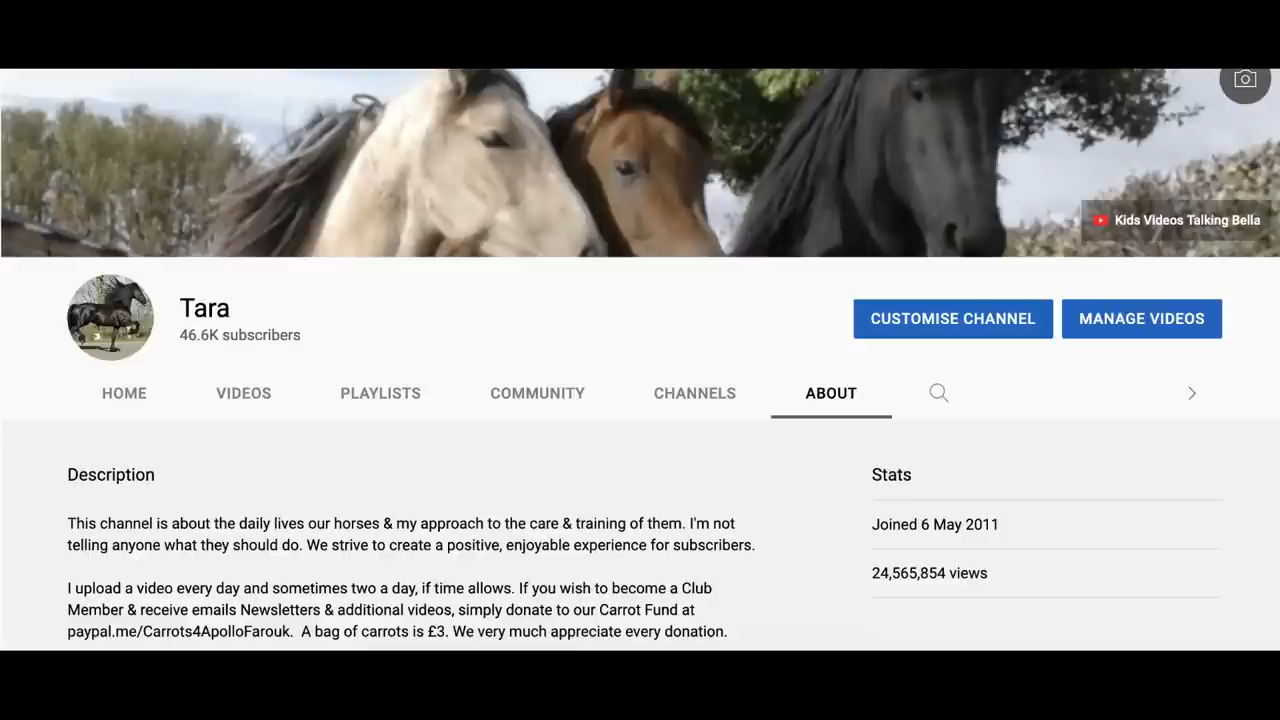 Kids Videos Talking Bella
Tara
46.6K subscribers
CUSTOMISE CHANNEL
MANAGE VIDEOS
HOME
VIDEOS
PLAYLISTS
COMMUNITY
CHANNELS
ABOUT
Description
This channel is about the daily lives our horses & my approach to the care & training of them. I'm not
telling anyone what they should do. We strive to create a positive, enjoyable experience for subscribers.
I upload a video every day and sometimes two a day, if time allows. If you wish to become a Club
Member & receive emails Newsletters & additional videos, simply donate to our Carrot Fund at
paypal.me/Carrots4ApolloFarouk.  A bag of carrots is £3. We very much appreciate every donation.
Stats
Joined 6 May 2011
24,565,854 views